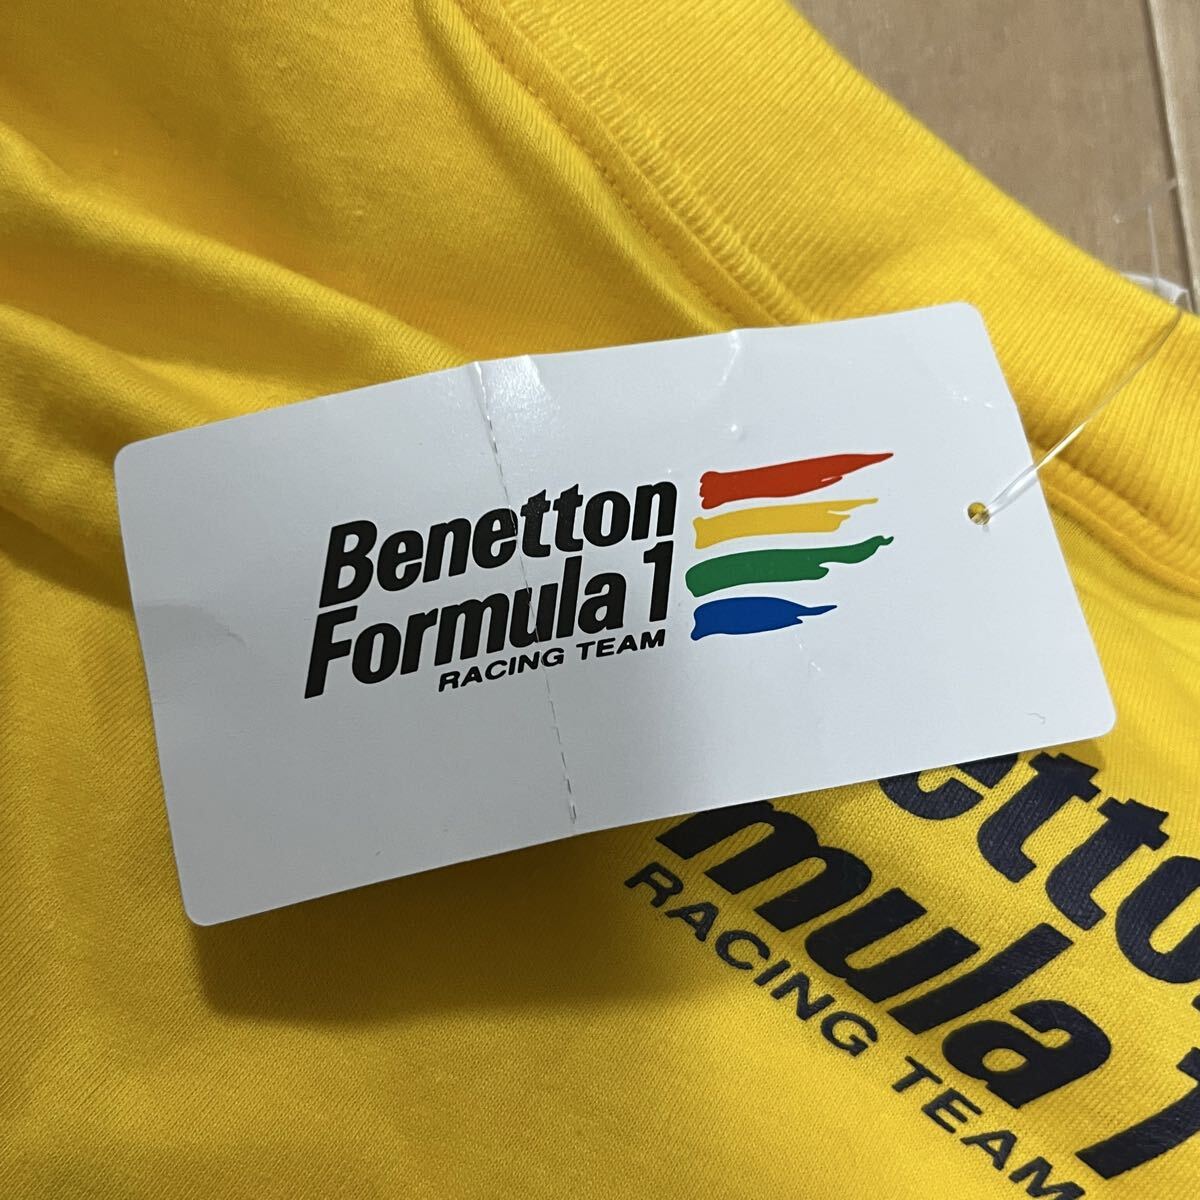 Benetton
Formula 1
RACING TEAM
etto
mula 1
RACING TEAM